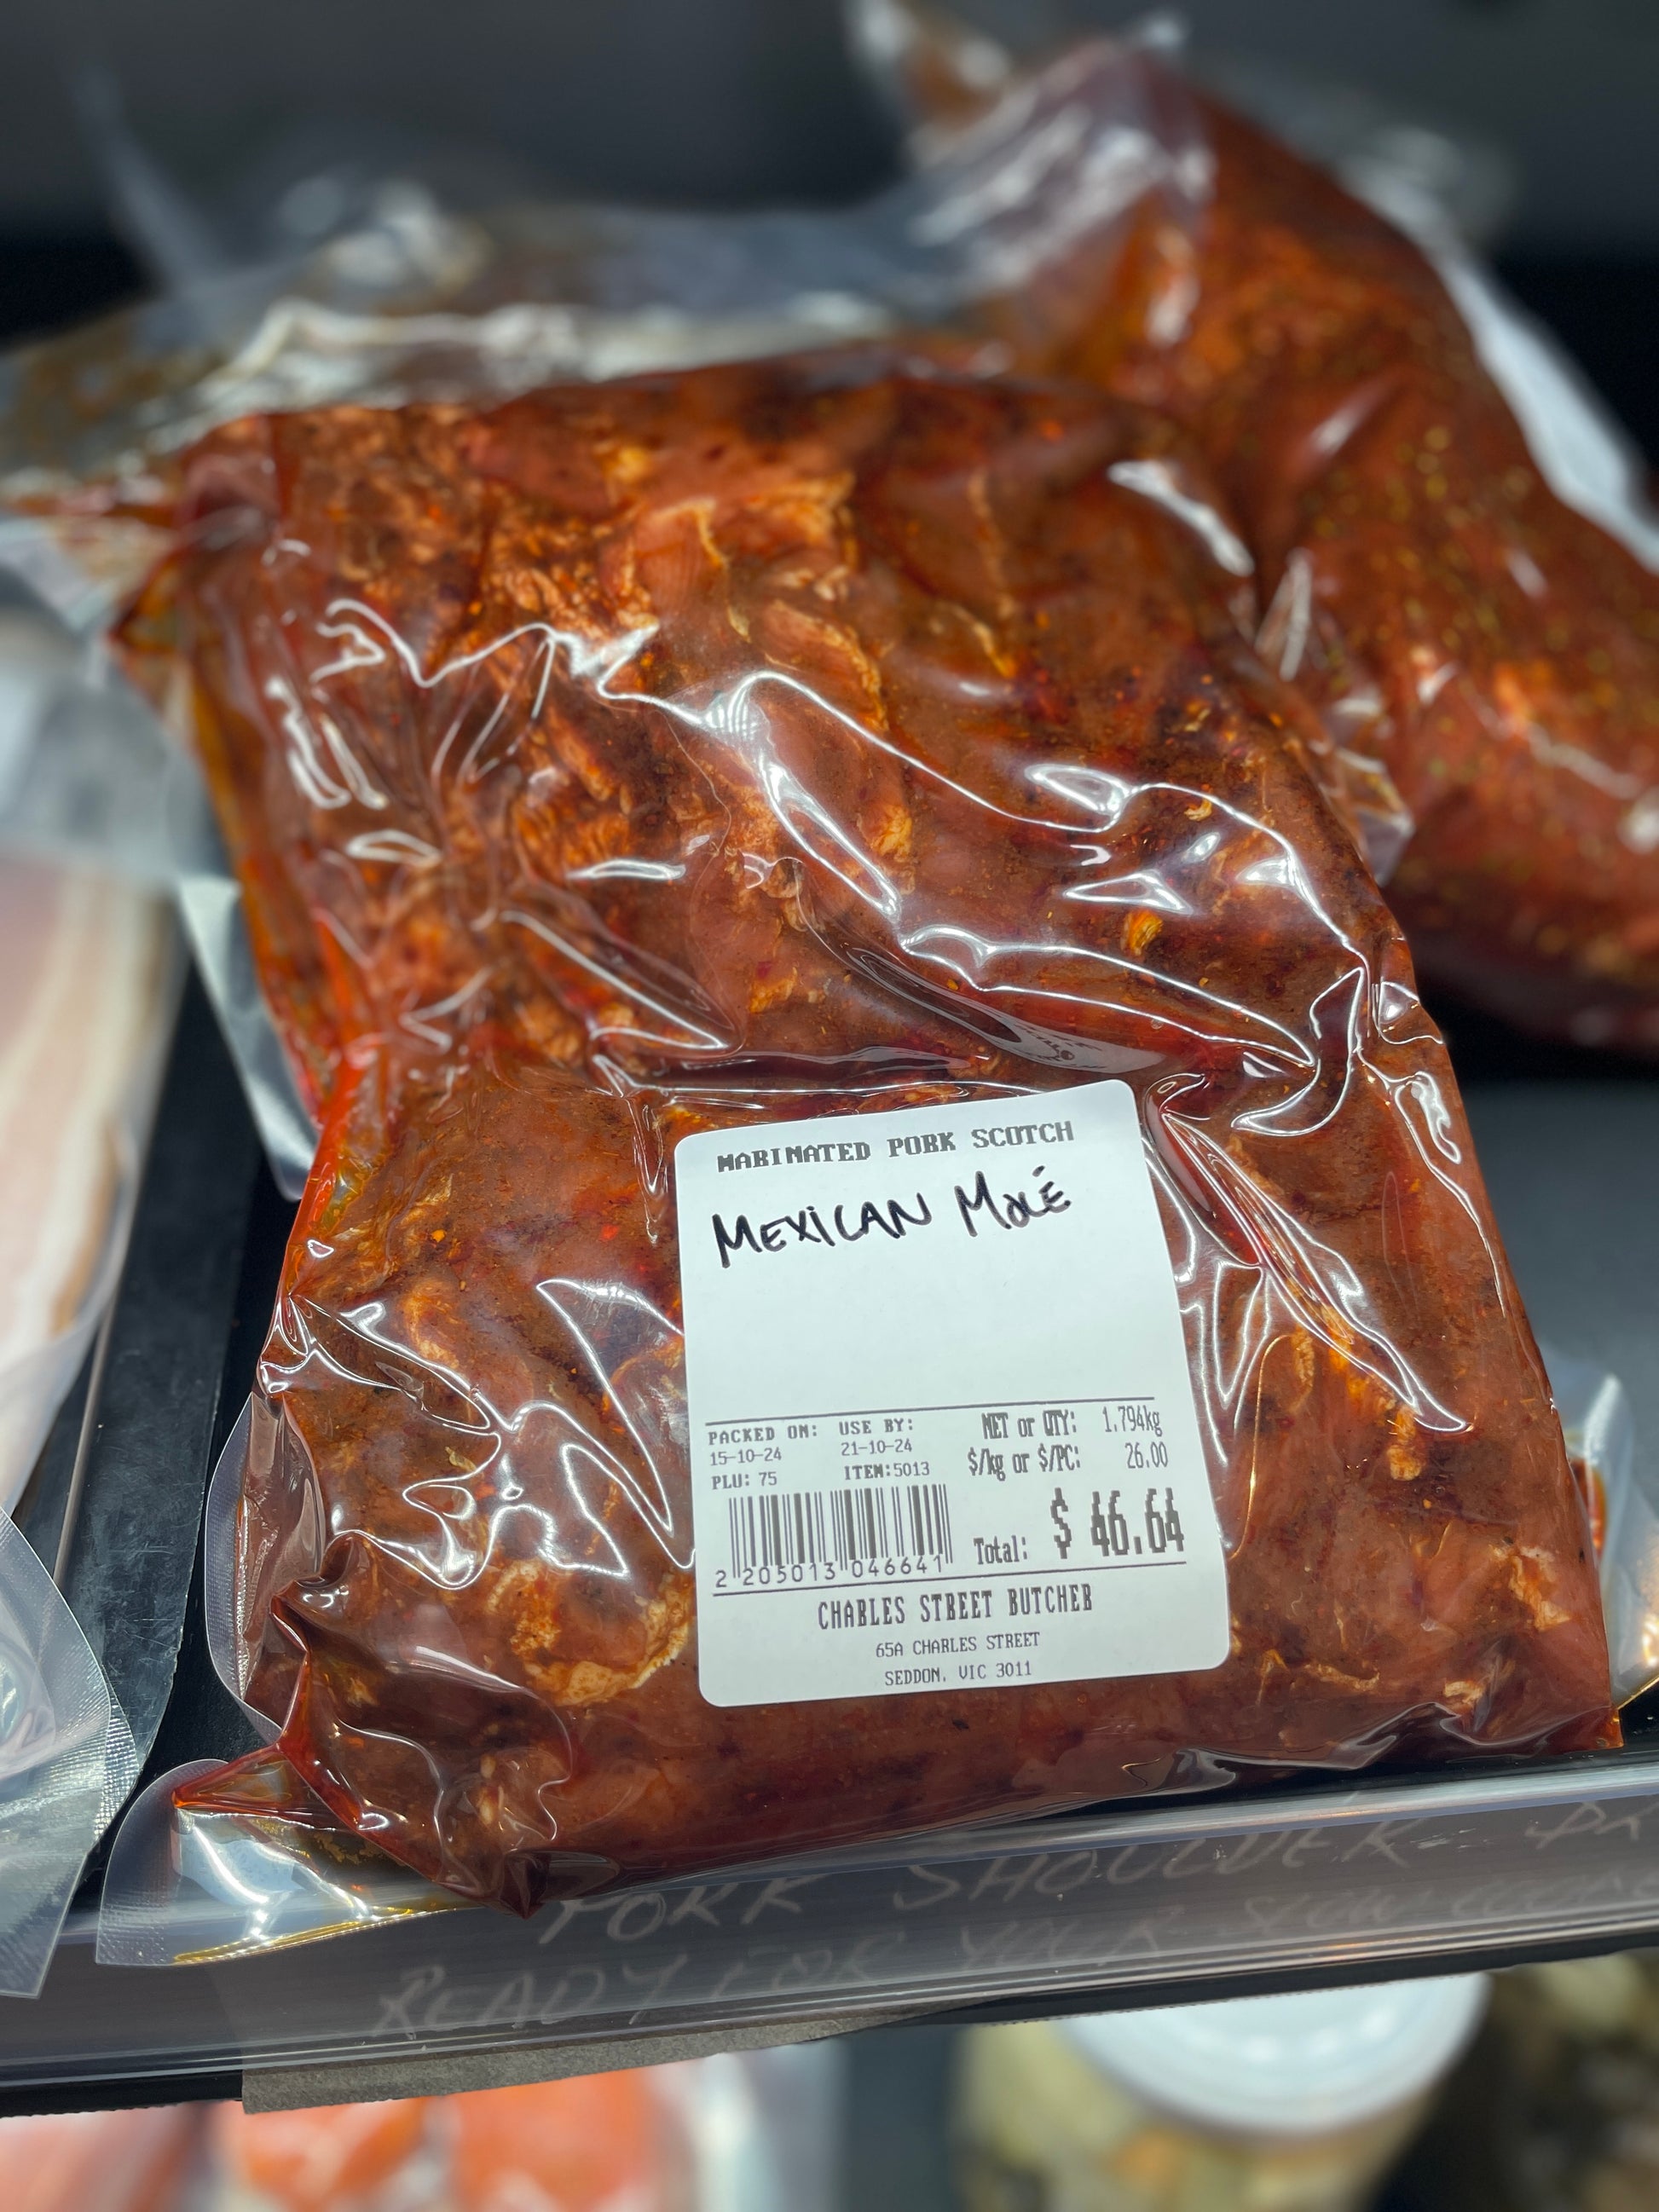 MARINATED PORK SCOTCH
MEXICAN MOLÉ
PACKED ON: USE BY: NET or QTY: 1.794kg
15-10-24 21-10-24 $/kg or $/PC: 26.00
PLU: 75 ITEM:5013
Total: $ 46.64
2 205013 046641
CHARLES STREET BUTCHER
65A CHARLES STREET
SEDDON, VIC 3011
PORK SHOULDER
READY FOR YOUR SLOW